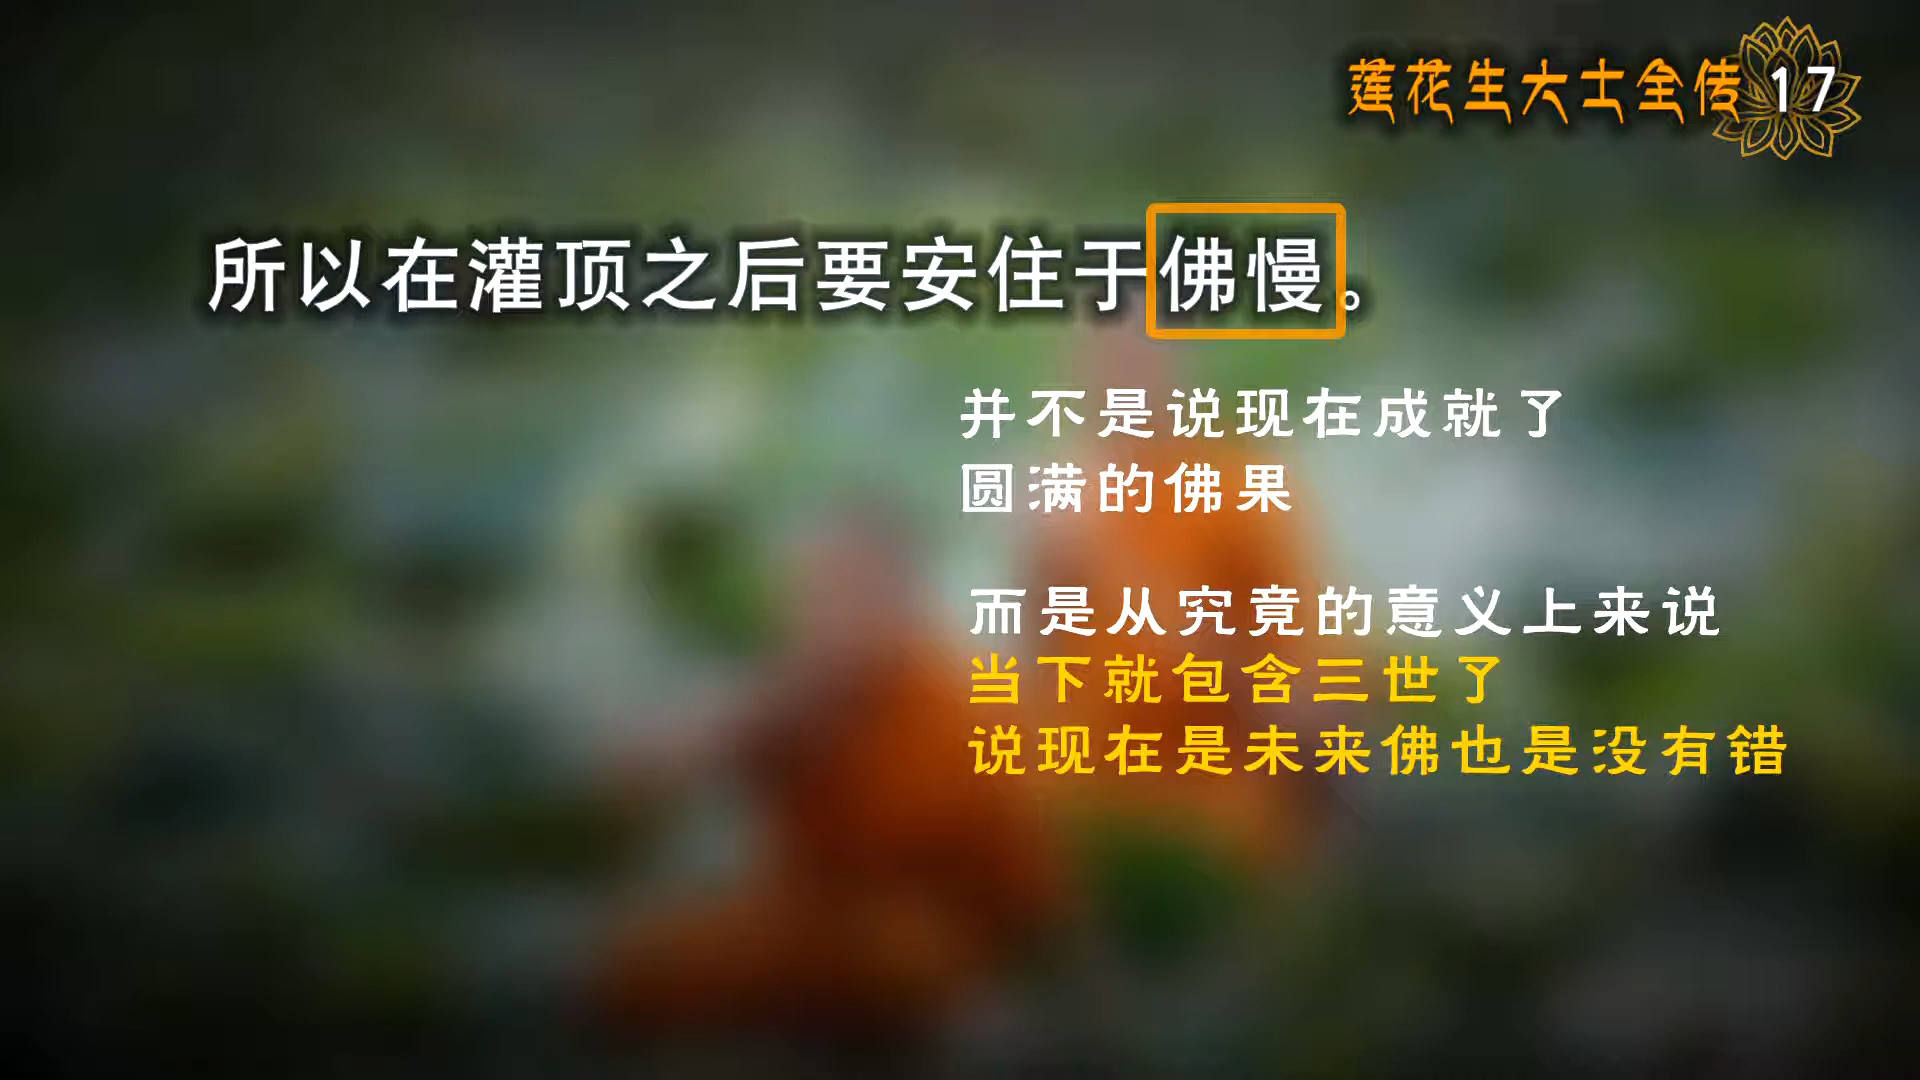 莲花生大士全传 17
所以在灌顶之后要安住于佛慢。
并不是说现在成就了
圆满的佛果
而是从究竟的意义上来说
当下就包含三世了
说现在是未来佛也是没有错